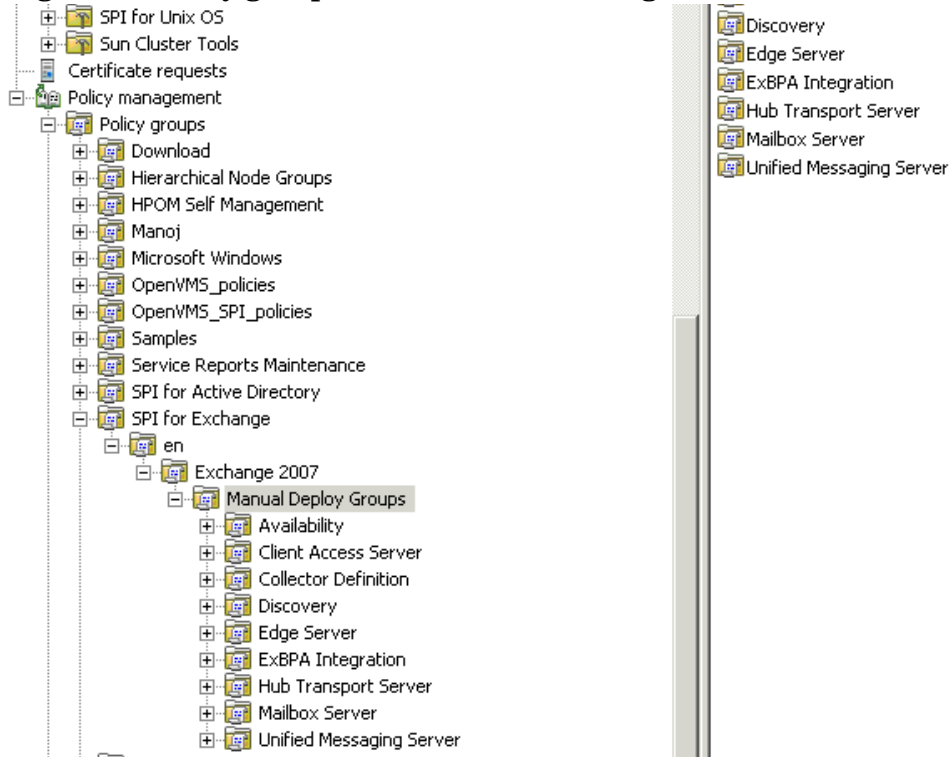 SPI for Unix OS
Sun Cluster Tools
Certificate requests
Policy management
Policy groups
Download
Hierarchical Node Groups
HPOM Self Management
Manoj
Microsoft Windows
OpenVMS_policies
OpenVMS_SPI_policies
Samples
Service Reports Maintenance
SPI for Active Directory
SPI for Exchange
en
Exchange 2007
Manual Deploy Groups
Availability
Client Access Server
Collector Definition
Discovery
Edge Server
ExBPA Integration
Hub Transport Server
Mailbox Server
Unified Messaging Server
Discovery
Edge Server
ExBPA Integration
Hub Transport Server
Mailbox Server
Unified Messaging Server